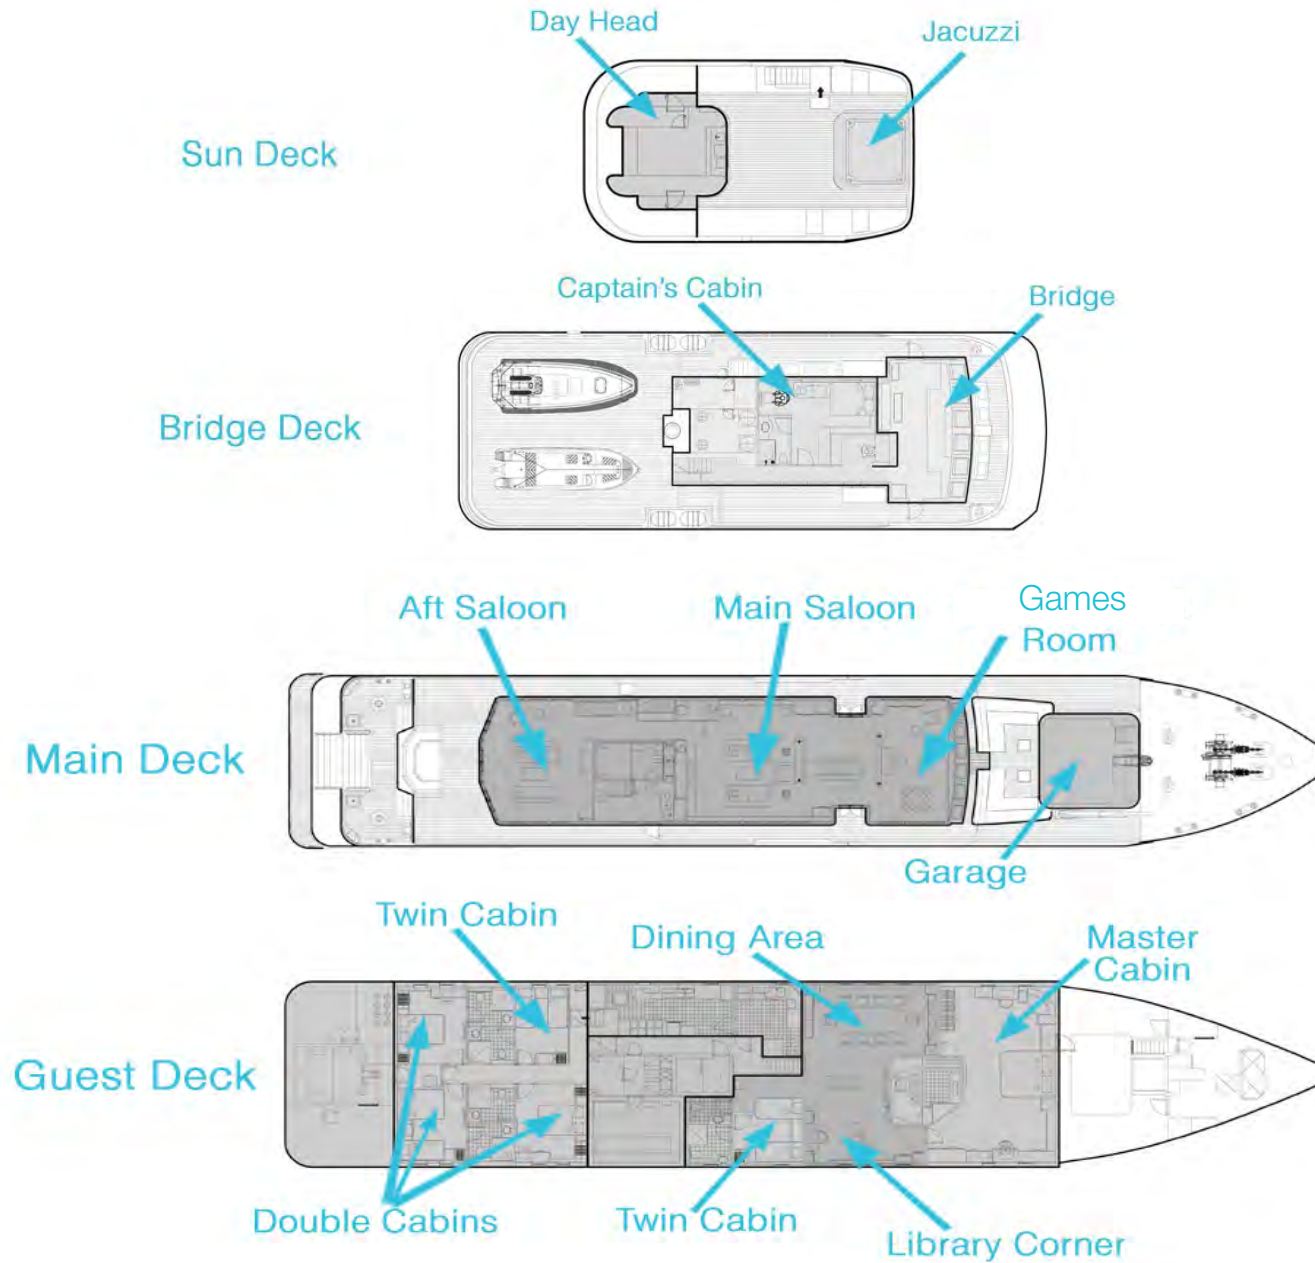 Day Head
Jacuzzi
Sun Deck
Captain's Cabin
Bridge
Bridge Deck
Aft Saloon
Main Saloon
Games
Room
Main Deck
Garage
Twin Cabin
Dining Area
Master
Cabin
Guest Deck
Double Cabins
Twin Cabin
Library Corner